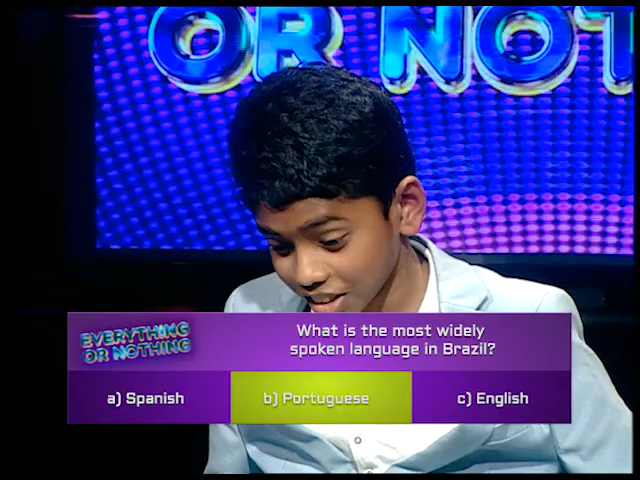 OR NOT
EVERYTHING
OR NOTHING
What is the most widely
spoken language in Brazil?
a) Spanish
b) Portuguese
c) English